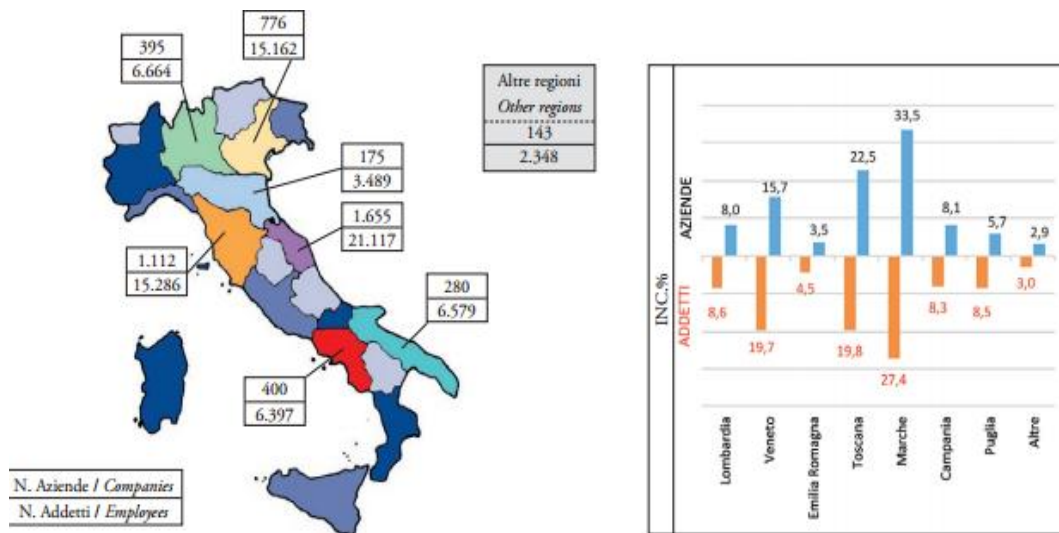 776
15.162
395
6.664
Altre regioni
Other regions
143
2.348
175
3.489
1.655
21.117
1.112
15.286
280
6.579
400
6.397
N. Aziende / Companies
N. Addetti / Employees
INC.%
AZIENDE
ADDETTI
8,0
15,7
3,5
22,5
33,5
8,1
5,7
2,9
8,6
19,7
4,5
19,8
27,4
8,3
8,5
3,0
Lombardia
Veneto
Emilia Romagna
Toscana
Marche
Campania
Puglia
Altre